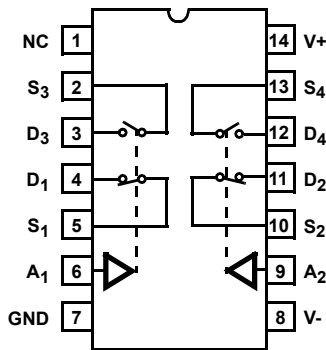 NC 1 14 V+
S3 2 13 S4
D3 3 12 D4
D1 4 11 D2
S1 5 10 S2
A1 6 9 A2
GND 7 8 V-